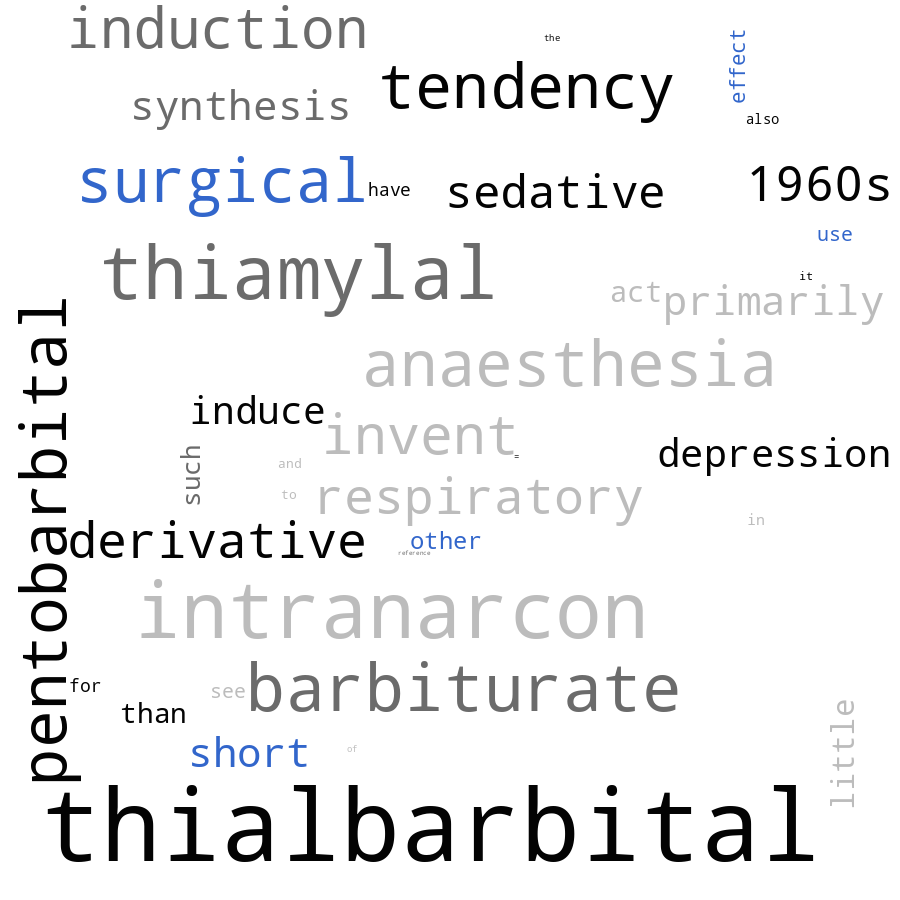 induction
the
effect
tendency
synthesis
also
surgical
have
sedative
1960s
use
thiamylal
it
act
primarily
pentobarbital
anaesthesia
induce
invent
depression
=
such
and
to
respiratory
in
derivative
other
reference
intranarcon
for
see
barbiturate
than
short
of
little
thialbarbital